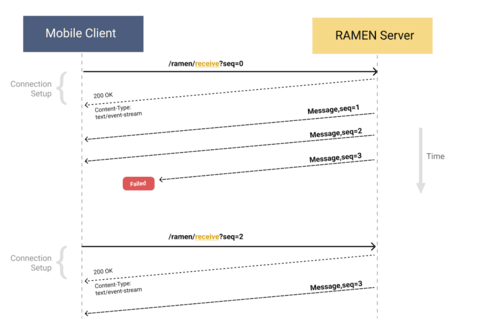 Mobile Client
RAMEN Server
/ramen/receive?seq=0
Connection
Setup
200 OK
Content-Type:
text/event-stream
Message,seq=1
Message,seq=2
Message,seq=3
Time
Failed
/ramen/receive?seq=2
Connection
Setup
200 OK
Content-Type:
text/event-stream
Message,seq=3